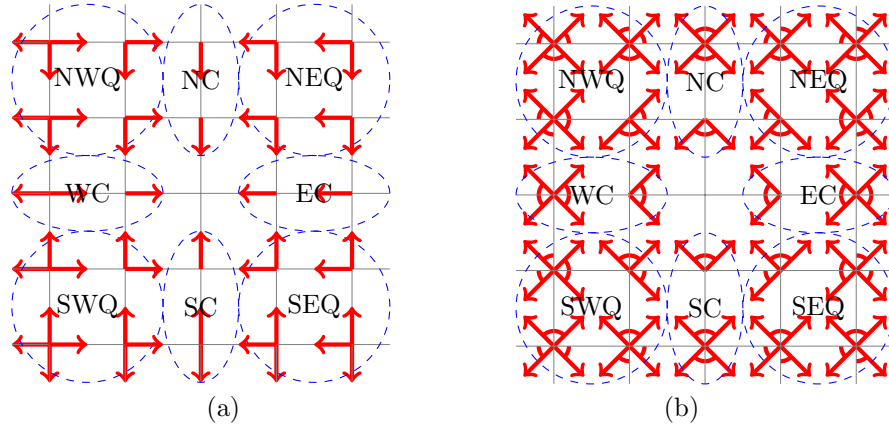 NWQ NC NEQ NWQ NC NEQ
WC EC WC EC
SWQ SC SEQ SWQ SC SEQ
(a) (b)